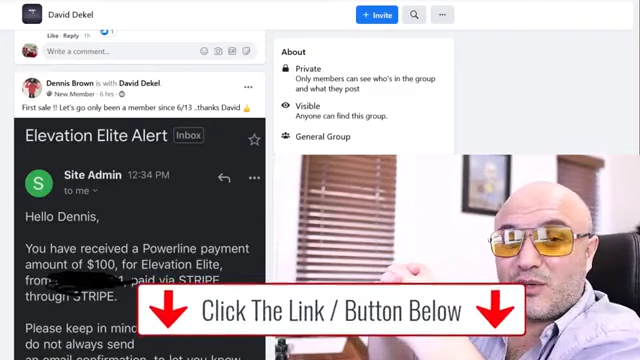 David Dekel
+ Invite
Like Reply 1h
1
Write a comment...
Dennis Brown is with David Dekel.
New Member · 6 hrs ·
First sale !! Let's go only been a member since 6/13 ..thanks David
Elevation Elite Alert Inbox
S
Site Admin 12:34 PM
to me
Hello Dennis,
You have received a Powerline payment
amount of $100, for Elevation Elite,
paid via STRIPE
through STRIPE.
Please keep in mind
do not always send
an email confirmation, to let you know
About
Private
Only members can see who's in the group
and what they post
Visible
Anyone can find this group.
General Group
Click The Link / Button Below